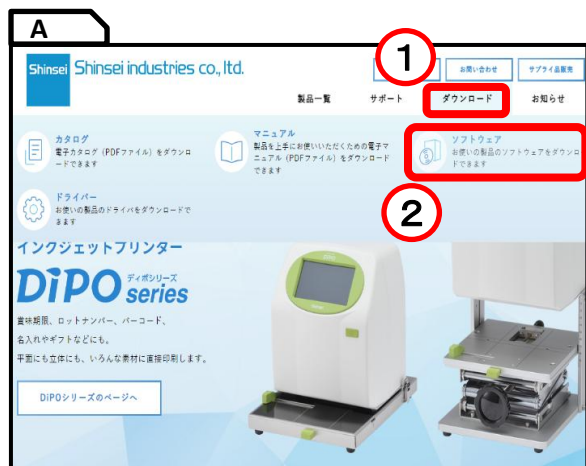 A
Shinsei
Shinsei industries co., ltd.
①
お問い合わせ
サプライ品販売
製品一覧
サポート
ダウンロード
お知らせ
カタログ
電子カタログ（PDFファイル）をダウンロ
ードできます
マニュアル
製品を上手にお使いいただくための電子マ
ニュアル（PDFファイル）をダウンロード
できます
ソフトウェア
お使いの製品のソフトウェアをダウンロー
ドできます
ドライバー
お使いの製品のドライバをダウンロードで
きます
②
インクジェットプリンター
DiPO ディポシリーズ
series
賞味期限、ロットナンバー、バーコード、
名入れやギフトなどにも。
平面にも立体にも、いろんな素材に直接印刷します。
DiPOシリーズのページへ
DiPO